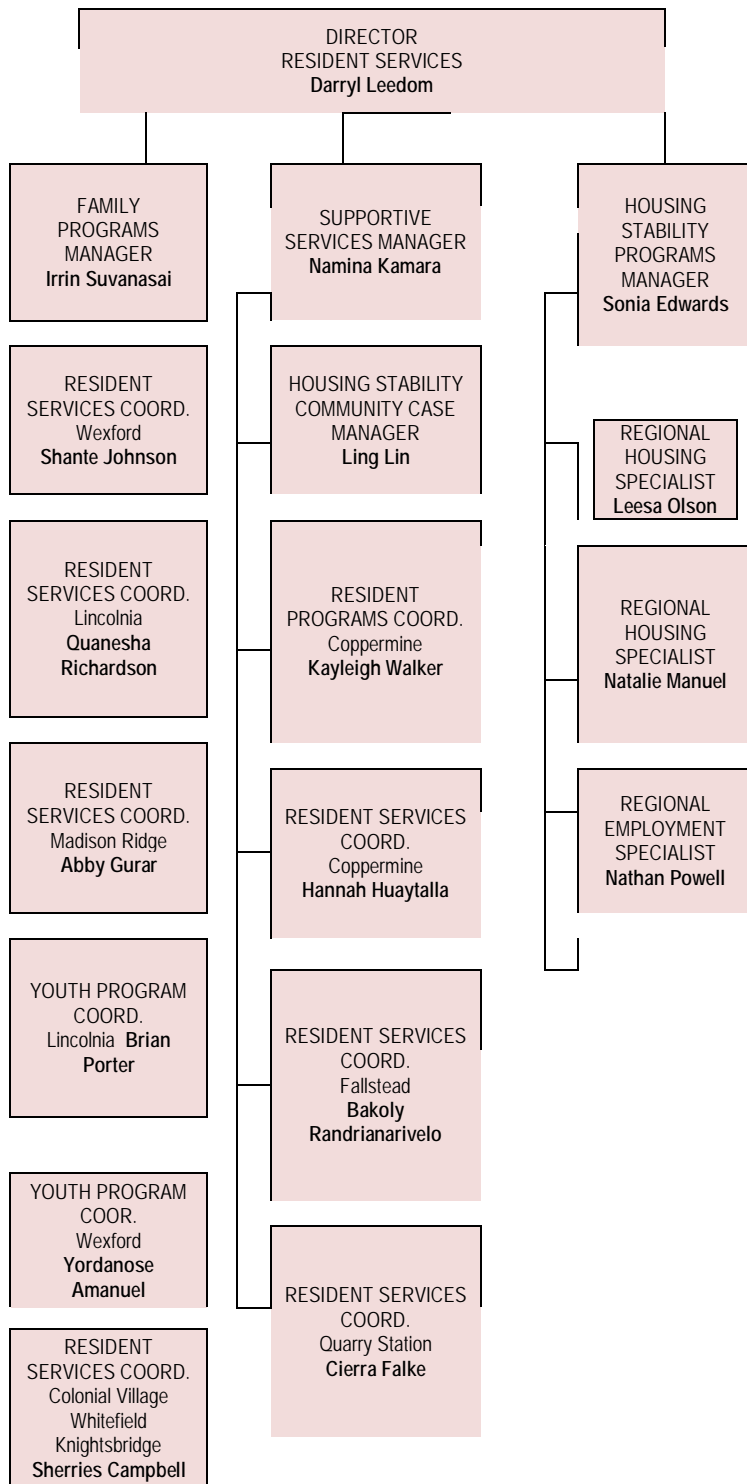 DIRECTOR
RESIDENT SERVICES
Darryl Leedom
FAMILY
PROGRAMS
MANAGER
Irrin Suvanasai
RESIDENT
SERVICES COORD.
Wexford
Shante Johnson
RESIDENT
SERVICES COORD.
Lincolnia
Quanesha
Richardson
RESIDENT
SERVICES COORD.
Madison Ridge
Abby Gurar
YOUTH PROGRAM
COORD.
Lincolnia Brian
Porter
YOUTH PROGRAM
COOR.
Wexford
Yordanose
Amanuel
RESIDENT
SERVICES COORD.
Colonial Village
Whitefield
Knightsbridge
Sherries Campbell
SUPPORTIVE
SERVICES MANAGER
Namina Kamara
HOUSING STABILITY
COMMUNITY CASE
MANAGER
Ling Lin
RESIDENT
PROGRAMS COORD.
Coppermine
Kayleigh Walker
RESIDENT SERVICES
COORD.
Coppermine
Hannah Huaytalla
RESIDENT SERVICES
COORD.
Fallstead
Bakoly
Randrianarivelo
RESIDENT SERVICES
COORD.
Quarry Station
Cierra Falke
HOUSING
STABILITY
PROGRAMS
MANAGER
Sonia Edwards
REGIONAL
HOUSING
SPECIALIST
Leesa Olson
REGIONAL
HOUSING
SPECIALIST
Natalie Manuel
REGIONAL
EMPLOYMENT
SPECIALIST
Nathan Powell